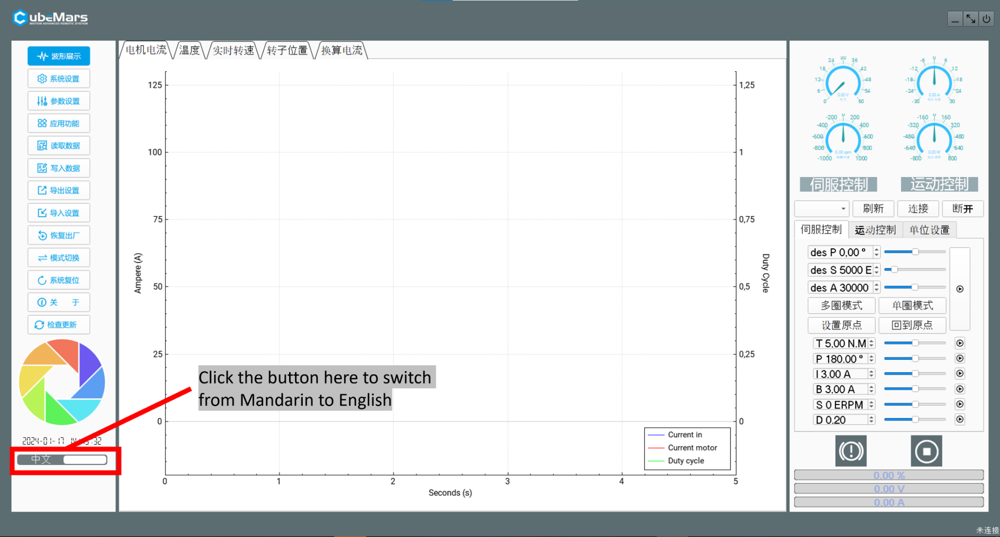 CubeMars
MOTION ADVANCED ROBOTIC SYSTEM
波形展示
系统设置
参数设置
应用功能
读取数据
写入数据
导出设置
导入设置
恢复出厂
模式切换
系统复位
关 于
检查更新
2024-01-17
中文
电机电流 温度 实时转速 转子位置 换算电流
125
100
75
50
25
0
Ampere (A)
1,25
1
0,75
0,5
0,25
0
Duty Cycle
0 1 2 3 4 5
Seconds (s)
Current in
Current motor
Duty cycle
Click the button here to switch
from Mandarin to English
0 6 12 18 24 30 36 42 48 54 60
0.00 V
-30 -24 -18 -12 -6 0 6 12 18 24 30
0.00 A
输入电流
-1000 -800 -600 -400 -200 0 200 400 600 800 1000
0.00 rpm
-800 -640 -480 -320 -160 0 160 320 480 640 800
0.00 W
输入功率
伺服控制 运动控制
刷新 连接 断开
伺服控制 运动控制 单位设置
des P 0,00 °
des S 5000 E
des A 30000
多圈模式 单圈模式
设置原点 回到原点
T 5.00 N.M
P 180.00 °
I 3.00 A
B 3.00 A
S 0 ERPM
D 0.20
0.00 %
0.00 V
0.00 A
未连接